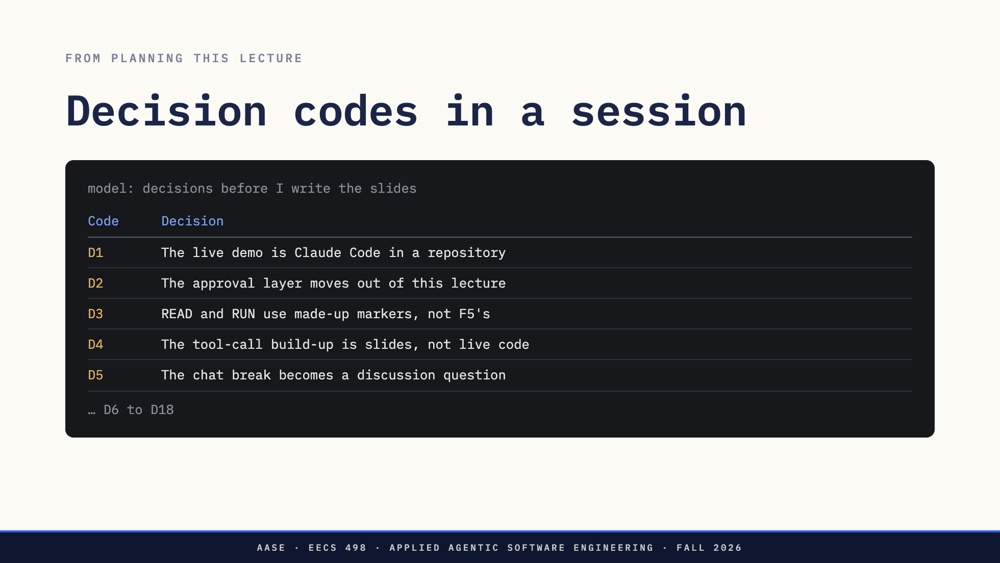 FROM PLANNING THIS LECTURE
Decision codes in a session
model: decisions before I write the slides
Code Decision
D1 The live demo is Claude Code in a repository
D2 The approval layer moves out of this lecture
D3 READ and RUN use made-up markers, not F5's
D4 The tool-call build-up is slides, not live code
D5 The chat break becomes a discussion question
… D6 to D18
AASE · EECS 498 · APPLIED AGENTIC SOFTWARE ENGINEERING · FALL 2026